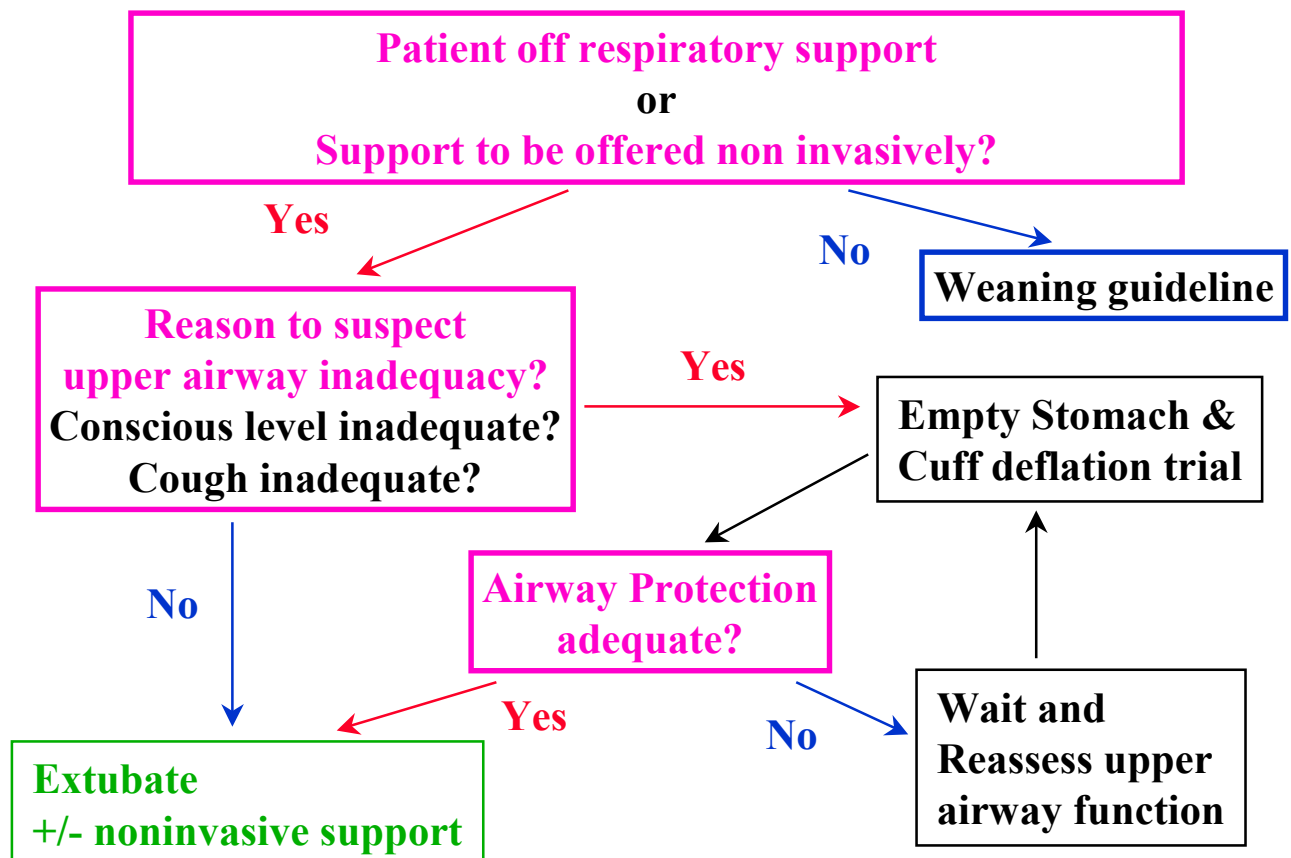 Patient off respiratory support
or
Support to be offered non invasively?
Yes
No
Weaning guideline
Reason to suspect
upper airway inadequacy?
Conscious level inadequate?
Cough inadequate?
Yes
Empty Stomach &
Cuff deflation trial
No
Airway Protection
adequate?
Yes
No
Wait and
Reassess upper
airway function
Extubate
+/- noninvasive support